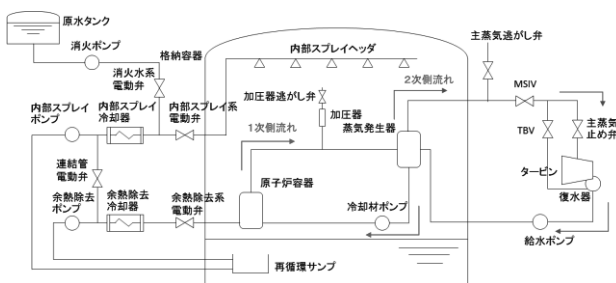 原水タンク
消火ポンプ
格納容器
消火水系
電動弁
内部スプレイヘッダ
主蒸気逃がし弁
2次側流れ
MSIV
加圧器逃がし弁
加圧器
蒸気発生器
内部スプレイ
ポンプ
内部スプレイ
冷却器
内部スプレイ系
電動弁
1次側流れ
TBV
主蒸気
止め弁
連結管
電動弁
原子炉容器
タービン
復水器
余熱除去
ポンプ
余熱除去
冷却器
余熱除去系
電動弁
冷却材ポンプ
給水ポンプ
再循環サンプ